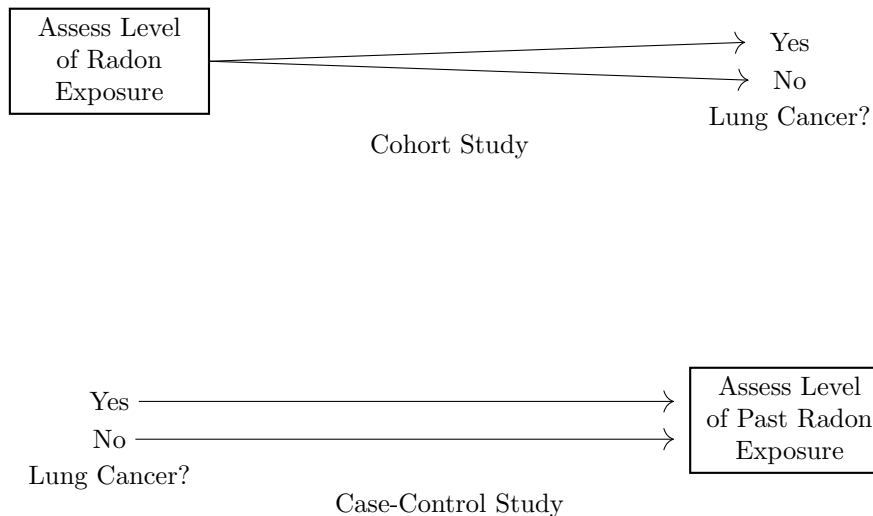 Assess Level
of Radon
Exposure
Yes
No
Lung Cancer?
Cohort Study
Yes
No
Lung Cancer?
Assess Level
of Past Radon
Exposure
Case-Control Study